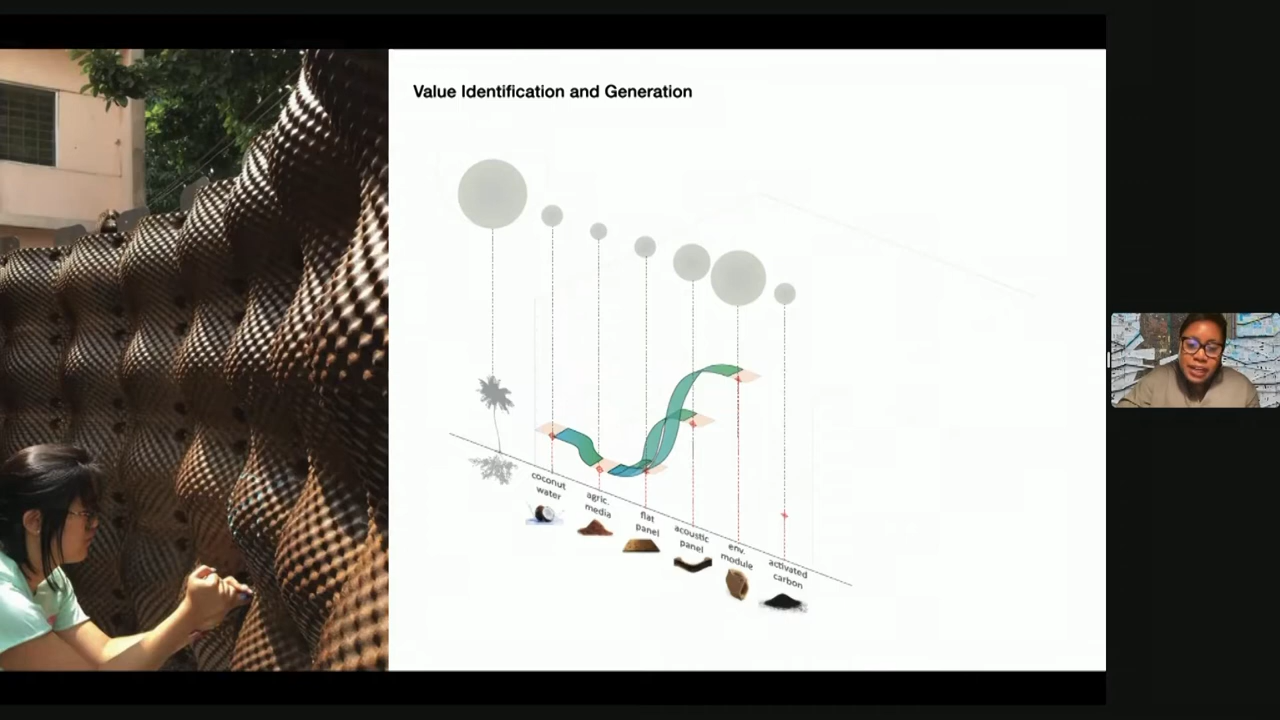 Value Identification and Generation
coconut
water
agric.
media
flat
panel
acoustic
panel
env.
module
activated
carbon